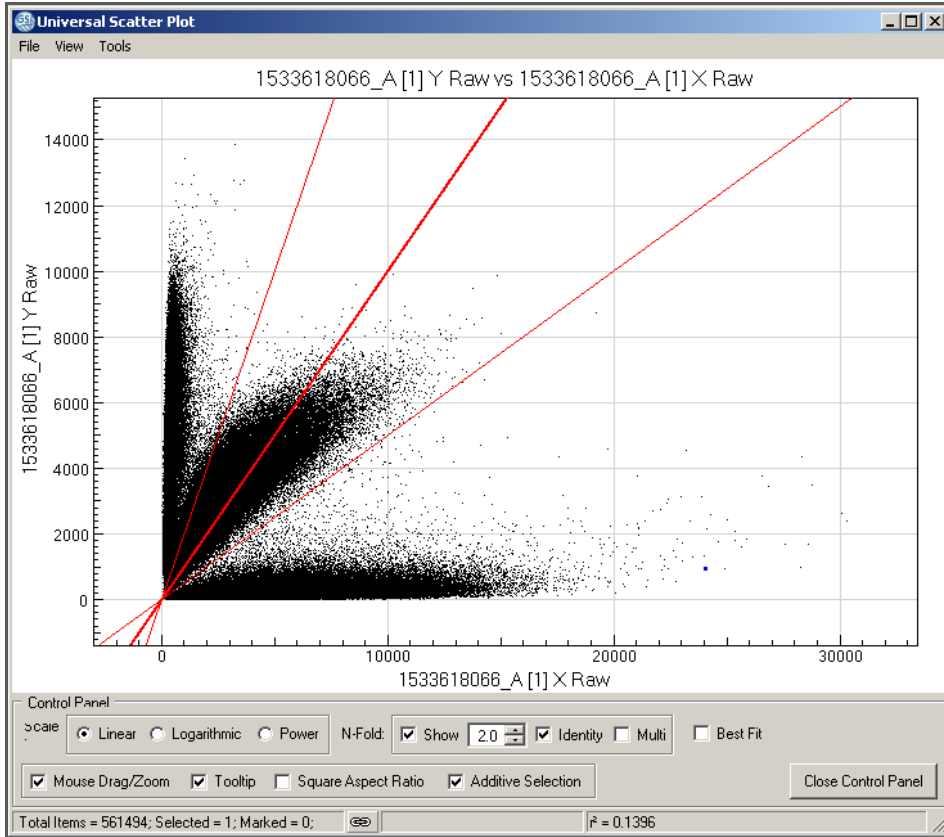 Universal Scatter Plot
File View Tools
1533618066_A [1] Y Raw vs 1533618066_A [1] X Raw
1533618066_A [1] Y Raw
14000
12000
10000
8000
6000
4000
2000
0
0 10000 20000 30000
1533618066_A [1] X Raw
Control Panel
Scale Linear Logarithmic Power N-Fold: Show 2.0 Identity Multi Best Fit
Mouse Drag/Zoom Tooltip Square Aspect Ratio Additive Selection Close Control Panel
Total Items = 561494; Selected = 1; Marked = 0; r² = 0.1396